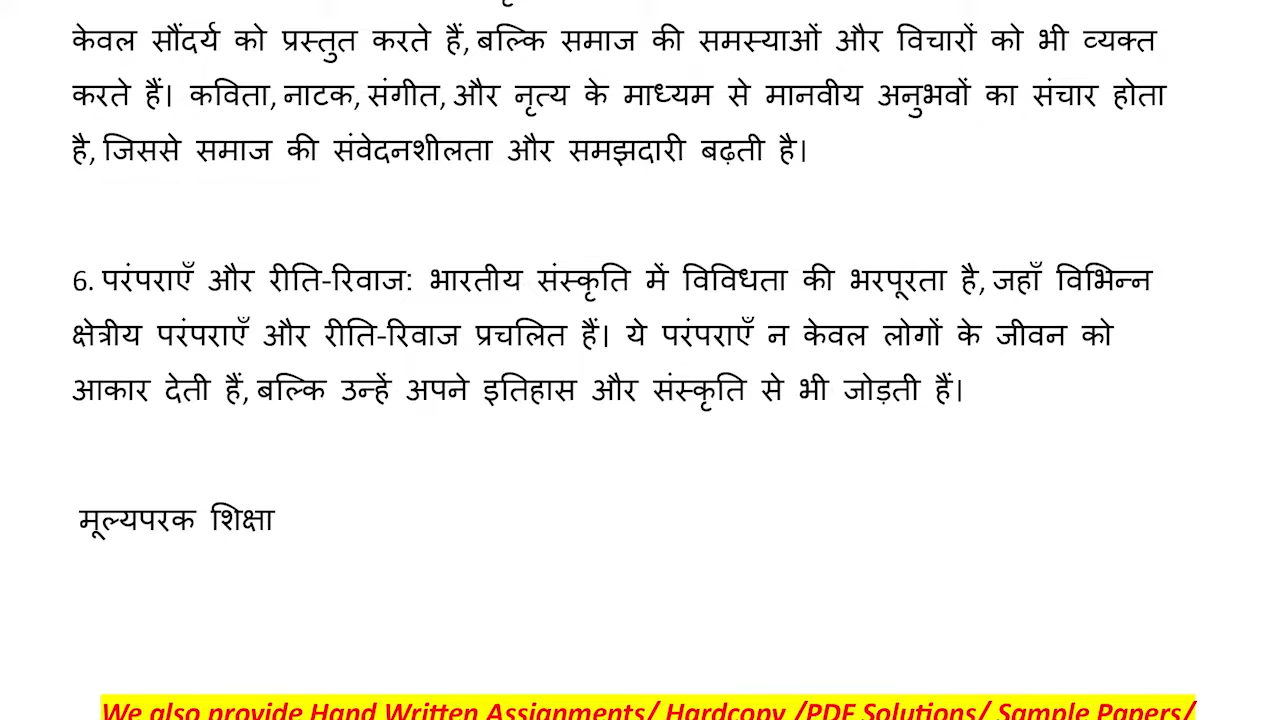 केवल सौंदर्य को प्रस्तुत करते हैं, बल्कि समाज की समस्याओं और विचारों को भी व्यक्त
करते हैं। कविता, नाटक, संगीत, और नृत्य के माध्यम से मानवीय अनुभवों का संचार होता
है, जिससे समाज की संवेदनशीलता और समझदारी बढ़ती है।
6. परंपराएँ और रीति-रिवाज: भारतीय संस्कृति में विविधता की भरपूरता है, जहाँ विभिन्न
क्षेत्रीय परंपराएँ और रीति-रिवाज प्रचलित हैं। ये परंपराएँ न केवल लोगों के जीवन को
आकार देती हैं, बल्कि उन्हें अपने इतिहास और संस्कृति से भी जोड़ती हैं।
मूल्यपरक शिक्षा
We also provide Hand Written Assignments/ Hardcopy /PDF Solutions/ Sample Papers/